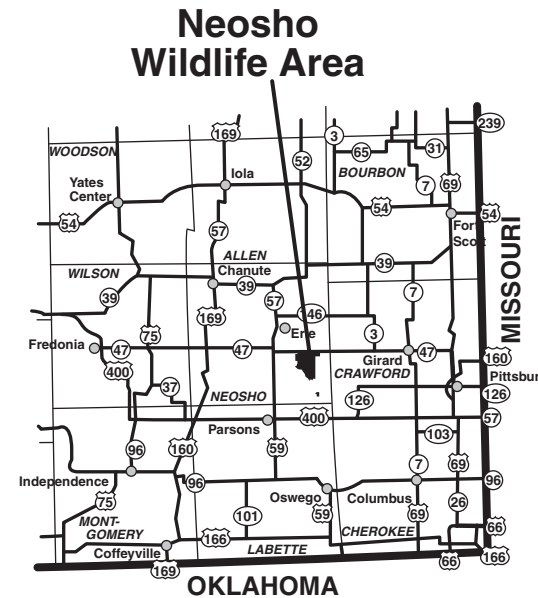 Neosho
Wildlife Area
239
169
3
52
65
31
WOODSON
BOURBON
Iola
Yates
Center
7
69
54
54
54
Fort
Scott
57
ALLEN
Chanute
39
WILSON
39
39
57
7
MISSOURI
146
169
Erie
3
75
Fredonia
47
47
Girard
47
160
400
CRAWFORD
Pittsbur
37
126
126
NEOSHO
400
57
Parsons
103
96
160
59
7
69
Independence
96
96
75
Oswego
Columbus
26
101
59
69
MONT-
GOMERY
166
CHEROKEE
66
Coffeyville
LABETTE
66
166
169
OKLAHOMA